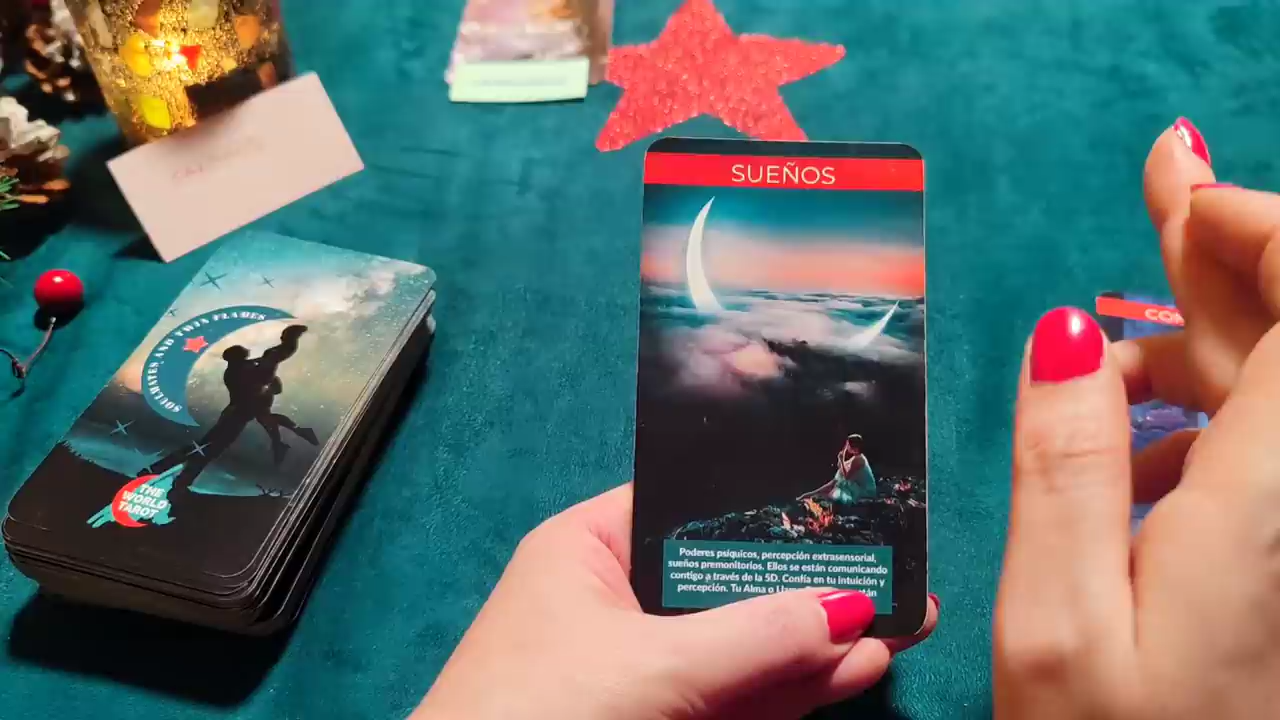 SUEÑOS
Poderes psíquicos, percepción extrasensorial,
sueños premonitorios. Ellos se están comunicando
contigo a través de la 5D. Confía en tu intuición y
percepción. Tu Alma o
SOULMATES AND TWIN FLAMES
THE
WORLD
TAROT